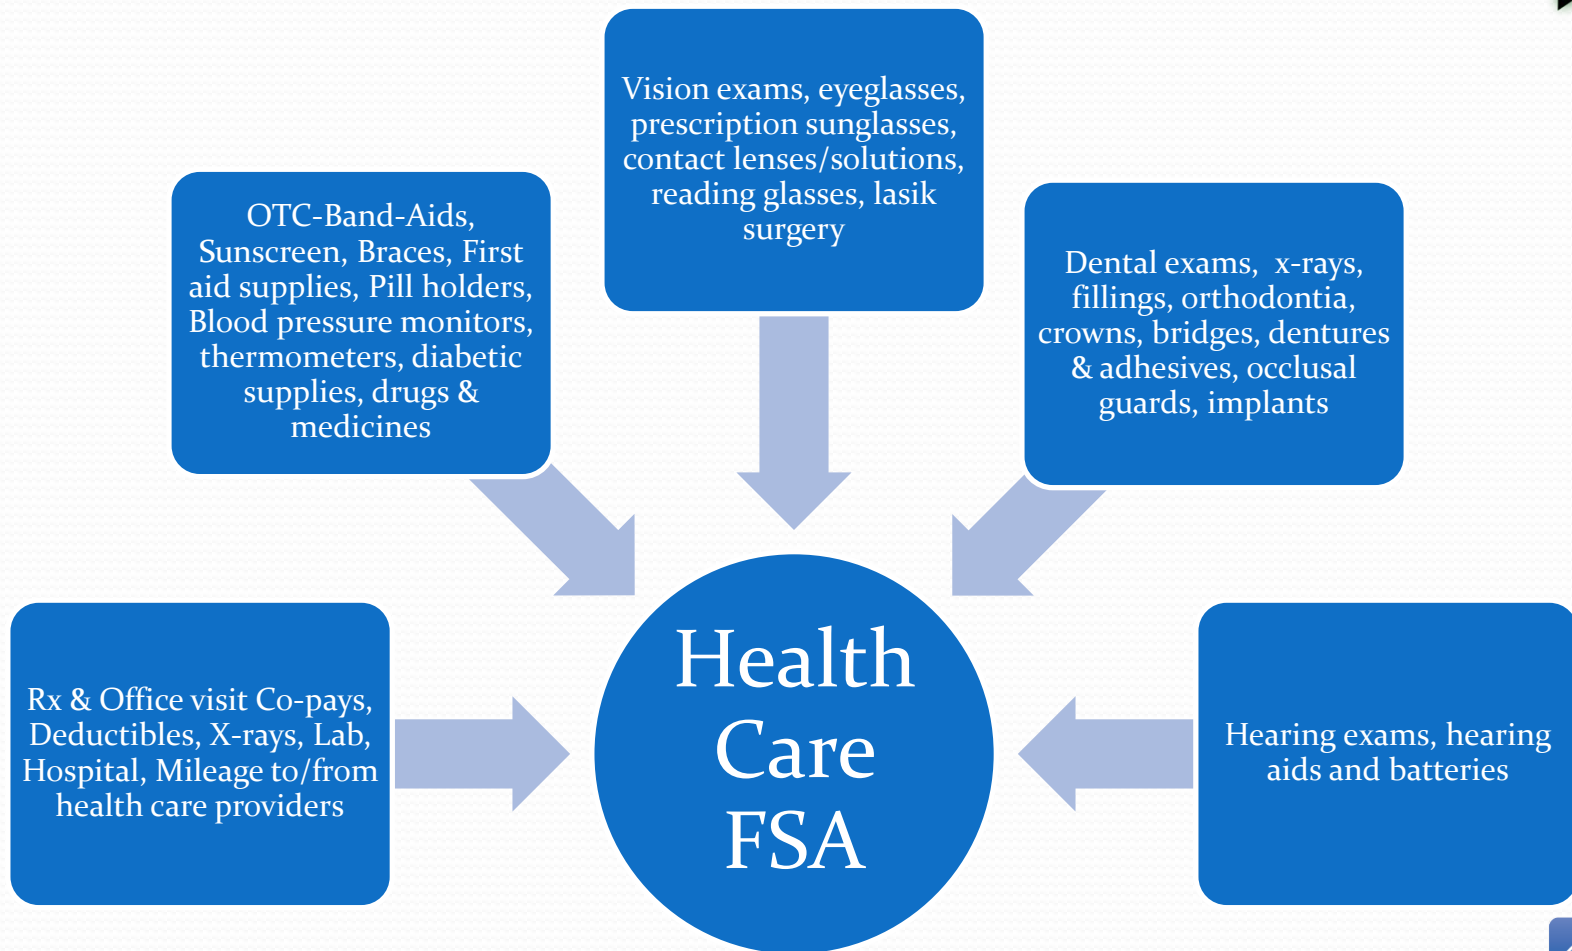 Vision exams, eyeglasses,
prescription sunglasses,
contact lenses/solutions,
reading glasses, lasik
surgery
OTC-Band-Aids,
Sunscreen, Braces, First
aid supplies, Pill holders,
Blood pressure monitors,
thermometers, diabetic
supplies, drugs &
medicines
Dental exams,  x-rays,
fillings, orthodontia,
crowns, bridges, dentures
& adhesives, occlusal
guards, implants
Rx & Office visit Co-pays,
Deductibles, X-rays, Lab,
Hospital, Mileage to/from
health care providers
Health
Care
FSA
Hearing exams, hearing
aids and batteries